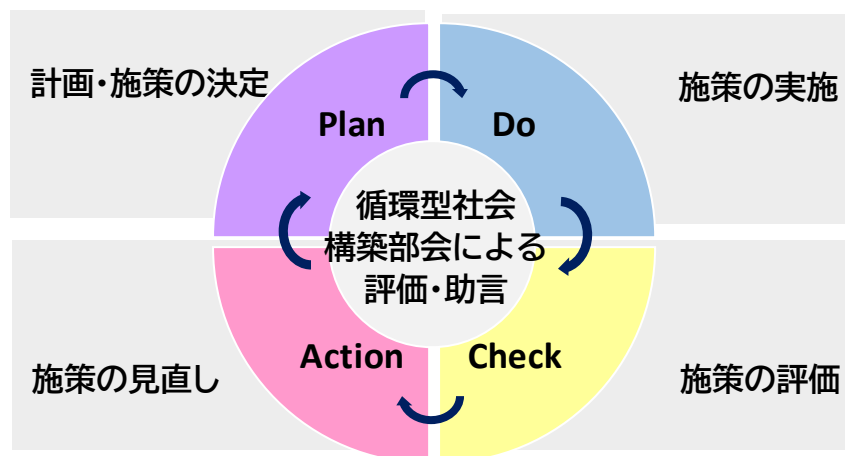 計画・施策の決定
施策の実施
Plan
Do
循環型社会
構築部会による
評価・助言
Action
Check
施策の見直し
施策の評価